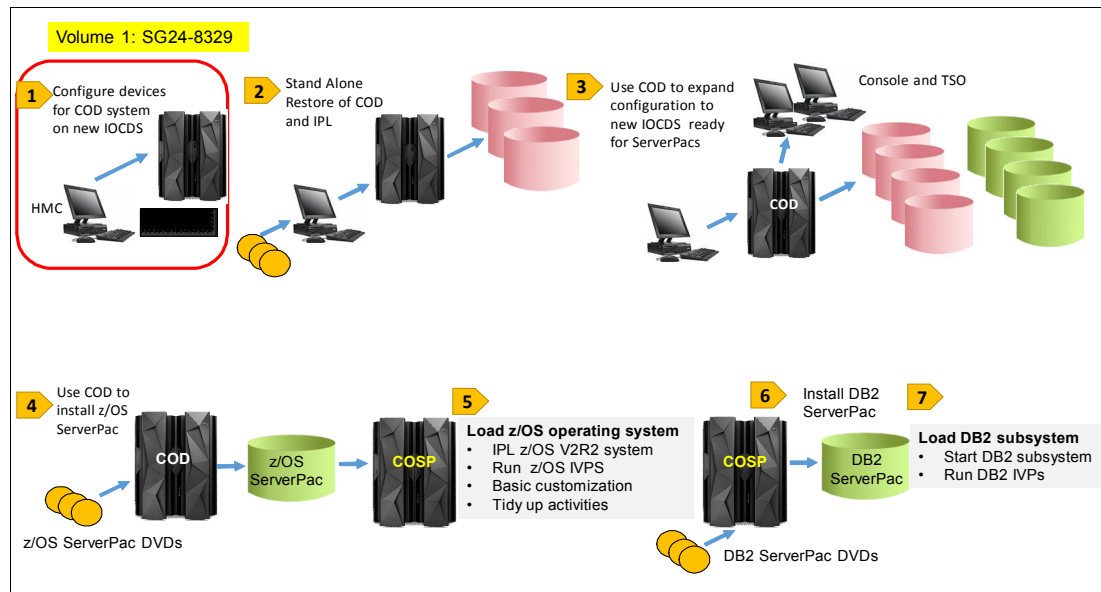 Volume 1: SG24-8329
1
Configure devices
for COD system
on new IOCDS
HMC
2
Stand Alone
Restore of COD
and IPL
3
Use COD to expand
configuration to
new IOCDS ready
for ServerPacs
Console and TSO
COD
4
Use COD to
install z/OS
ServerPac
COD
z/OS ServerPac DVDs
z/OS
ServerPac
COSP
5
Load z/OS operating system
• IPL z/OS V2R2 system
• Run z/OS IVPS
• Basic customization
• Tidy up activities
6
Install DB2
ServerPac
COSP
DB2 ServerPac DVDs
DB2
ServerPac
7
Load DB2 subsystem
• Start DB2 subsystem
• Run DB2 IVPs